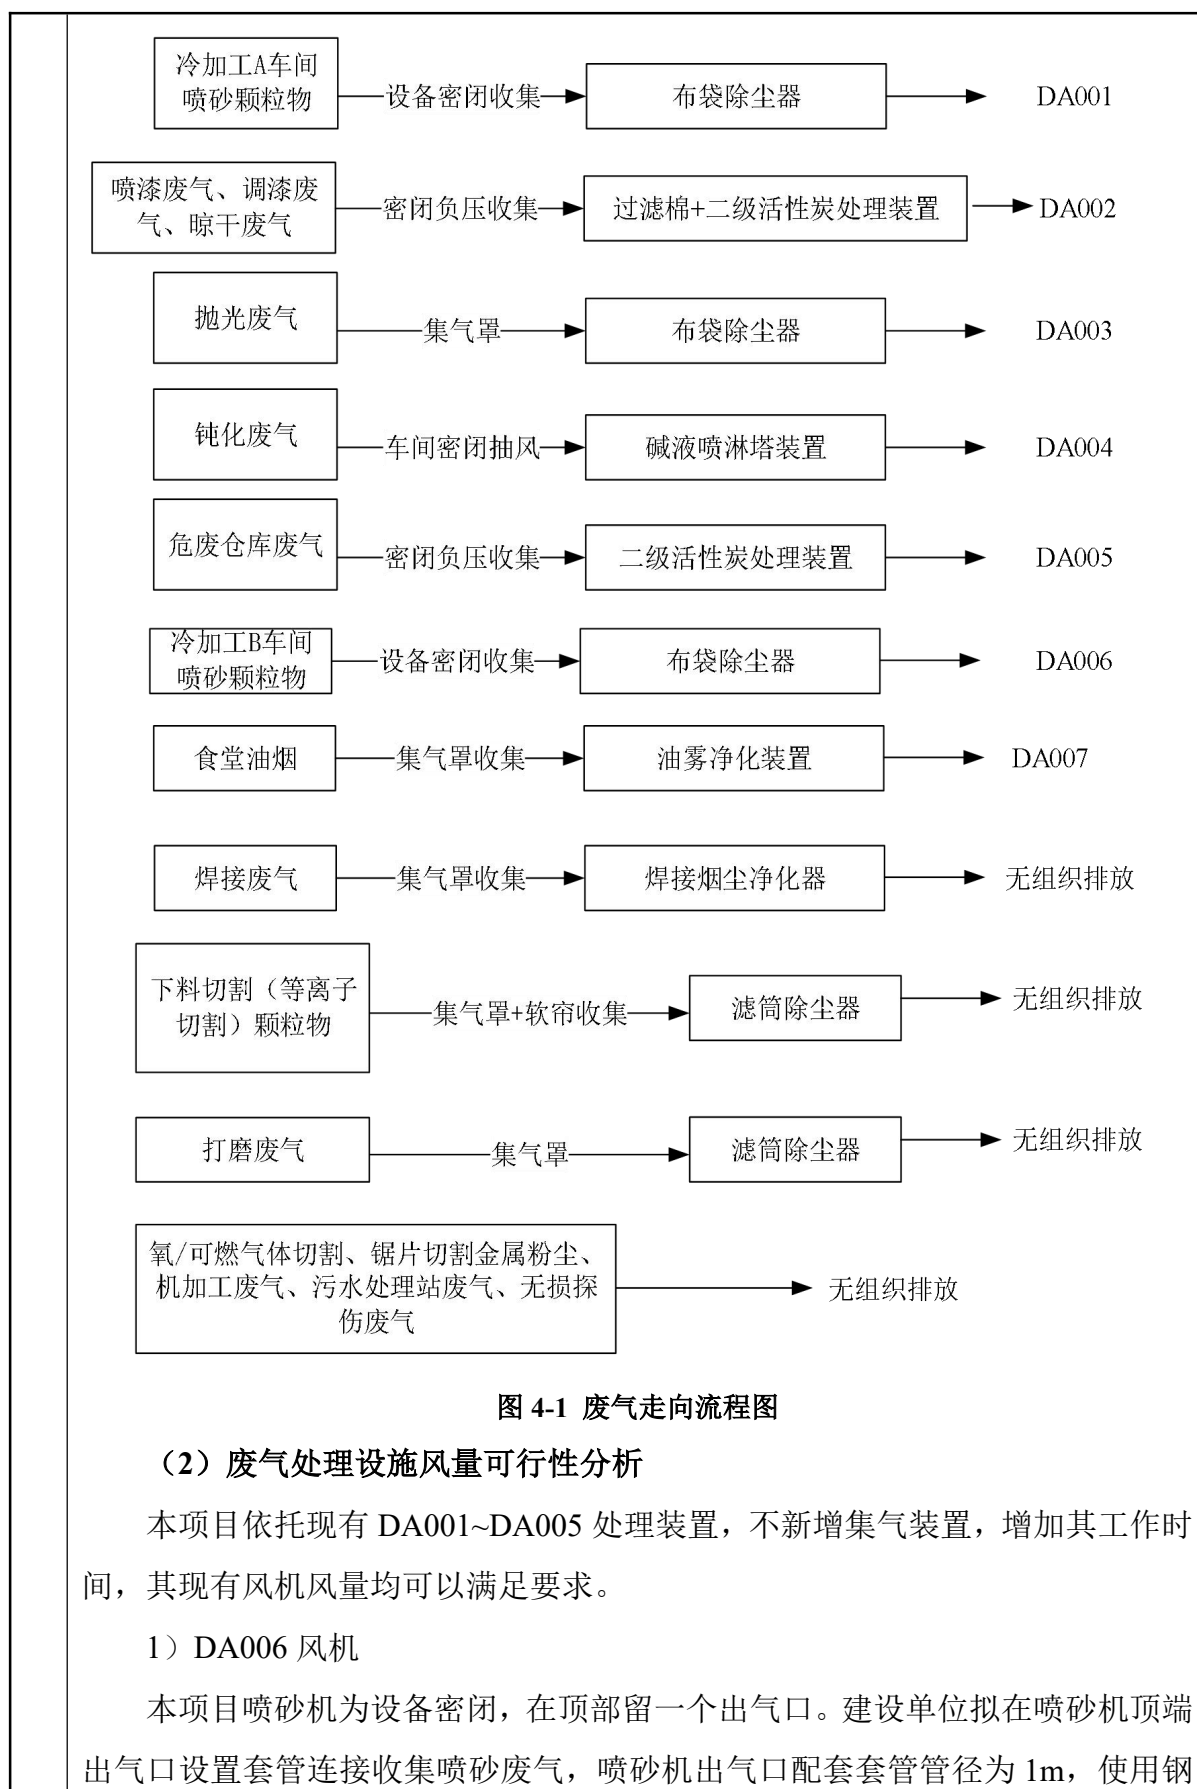 冷加工A车间
喷砂颗粒物
设备密闭收集
布袋除尘器
DA001
喷漆废气、调漆废
气、晾干废气
密闭负压收集
过滤棉+二级活性炭处理装置
DA002
抛光废气
集气罩
布袋除尘器
DA003
钝化废气
车间密闭抽风
碱液喷淋塔装置
DA004
危废仓库废气
密闭负压收集
二级活性炭处理装置
DA005
冷加工B车间
喷砂颗粒物
设备密闭收集
布袋除尘器
DA006
食堂油烟
集气罩收集
油雾净化装置
DA007
焊接废气
集气罩收集
焊接烟尘净化器
无组织排放
下料切割（等离子
切割）颗粒物
集气罩+软帘收集
滤筒除尘器
无组织排放
打磨废气
集气罩
滤筒除尘器
无组织排放
氧/可燃气体切割、锯片切割金属粉尘、
机加工废气、污水处理站废气、无损探
伤废气
无组织排放
图 4-1 废气走向流程图
（2）废气处理设施风量可行性分析
本项目依托现有 DA001~DA005 处理装置，不新增集气装置，增加其工作时
间，其现有风机风量均可以满足要求。
1）DA006 风机
本项目喷砂机为设备密闭，在顶部留一个出气口。建设单位拟在喷砂机顶端
出气口设置套管连接收集喷砂废气，喷砂机出气口配套套管管径为 1m，使用钢